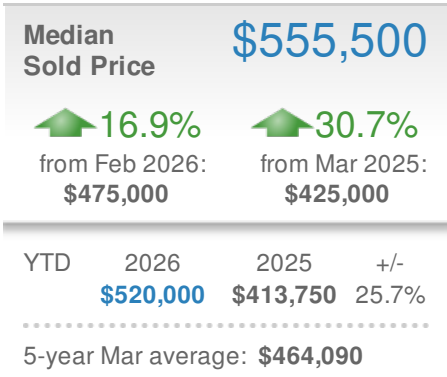 Median $555,500
Sold Price
16.9% 30.7%
from Feb 2026: from Mar 2025:
$475,000 $425,000
YTD 2026 2025 +/-
$520,000 $413,750 25.7%
5-year Mar average: $464,090